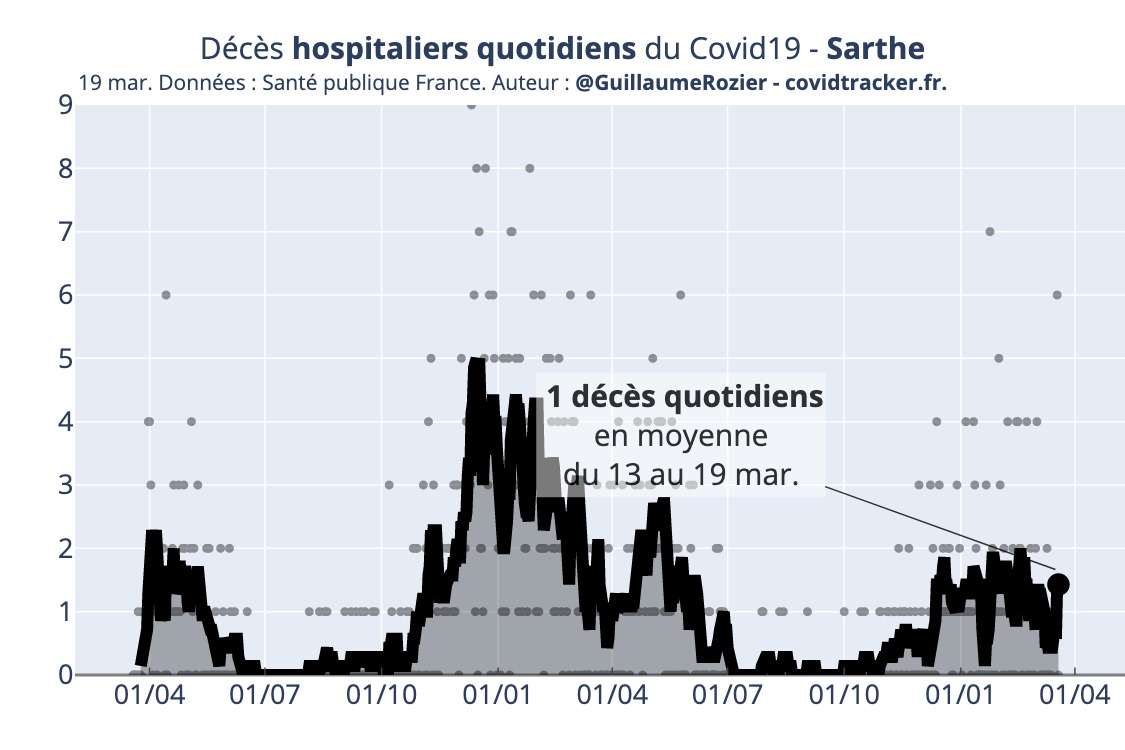 Décès hospitaliers quotidiens du Covid19 - Sarthe
19 mar. Données : Santé publique France. Auteur : @GuillaumeRozier - covidtracker.fr.
9
8
7
6
5
4
3
2
1
0
1 décès quotidiens
en moyenne
du 13 au 19 mar.
01/04 01/07 01/10 01/01 01/04 01/07 01/10 01/01 01/04